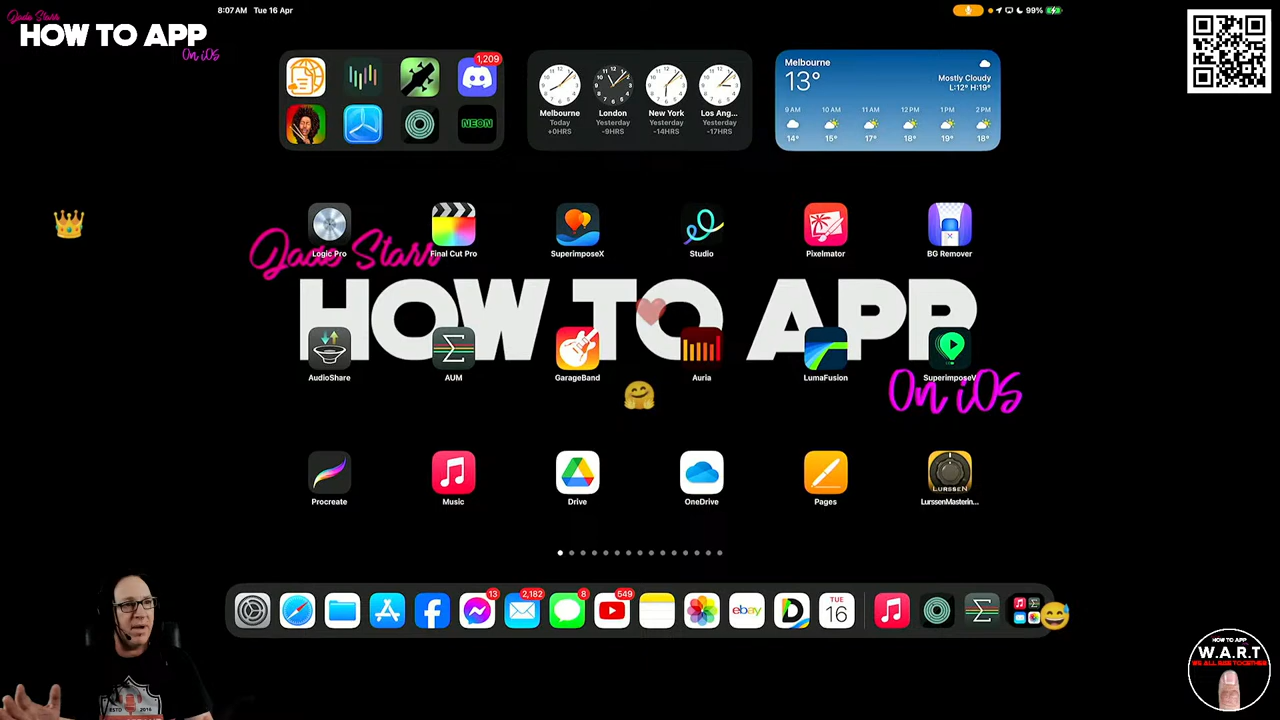 Jade Starr
HOW TO APP
On iOS
8:07AM Tue 16 Apr
99%
1,209
NEON
Melbourne
Today
+0HRS
London
Yesterday
-9HRS
New York
Yesterday
-14HRS
Los Ang...
Yesterday
-17HRS
Melbourne
13°
Mostly Cloudy
L:12° H:19°
9 AM 10 AM 11 AM 12 PM 1 PM 2 PM
14° 15° 17° 18° 19° 18°
Logic Pro
Final Cut Pro
SuperimposeX
Studio
Pixelmator
BG Remover
Jade Starr
HOW TO APP
On iOS
AudioShare
AUM
GarageBand
Auria
LumaFusion
SuperimposeV
Procreate
Music
Drive
OneDrive
Pages
LURSSEN
LurssenMasterin...
13
2,182
8
549
ebay
TUE
16
ESTD 2016
HOW TO APP
W.A.R.T
WE ALL RISE TOGETHER